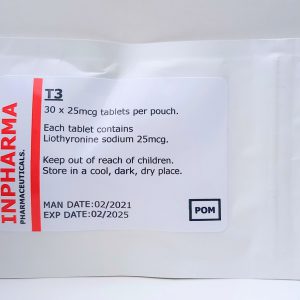 INPHARMA
PHARMACEUTICALS.
T3
30 x 25mcg tablets per pouch.
Each tablet contains
Liothyronine sodium 25mcg.
Keep out of reach of children.
Store in a cool, dark, dry place.
MAN DATE:02/2021
EXP DATE:02/2025
POM